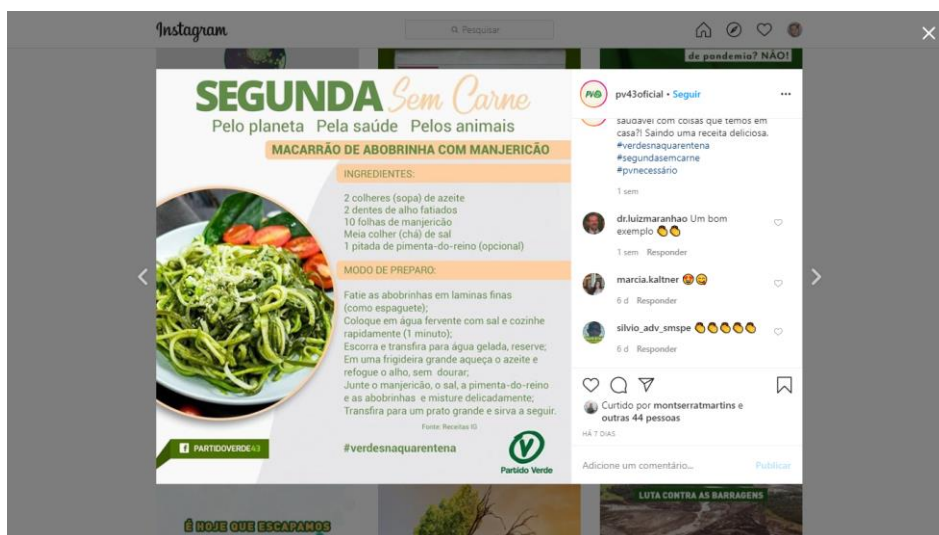 Instagram
Pesquisar
de pandemia? NÃO!
SEGUNDA Sem Carne
Pelo planeta Pela saúde Pelos animais
MACARRÃO DE ABOBRINHA COM MANJERICÃO
INGREDIENTES:
2 colheres (sopa) de azeite
2 dentes de alho fatiados
10 folhas de manjericão
Meia colher (chá) de sal
1 pitada de pimenta-do-reino (opcional)
MODO DE PREPARO:
Fatie as abobrinhas em laminas finas
(como espaguete);
Coloque em água fervente com sal e cozinhe
rapidamente (1 minuto);
Escorra e transfira para água gelada, reserve;
Em uma frigideira grande aqueça o azeite e
refogue o alho, sem dourar;
Junte o manjericão, o sal, a pimenta-do-reino
e as abobrinhas e misture delicadamente;
Transfira para um prato grande e sirva a seguir.
Fonte: Receitas IG
PARTIDOVERDE43
#verdesnaquarentena
Partido Verde
PV
pv43oficial • Seguir
saudável com coisas que temos em
casa?! Saindo uma receita deliciosa.
#verdesnaquarentena
#segundasemcarne
#pvnecessário
1 sem
dr.luizmaranhao Um bom
exemplo 👏👏
1 sem Responder
marcia.kaltner 😍😋
6 d Responder
silvio_adv_smspe 👏👏👏👏👏
6 d Responder
Curtido por montserratmartins e
outras 44 pessoas
HÁ 7 DIAS
Adicione um comentário...
Publicar
É HOJE QUE ESCAPAMOS
LUTA CONTRA AS BARRAGENS